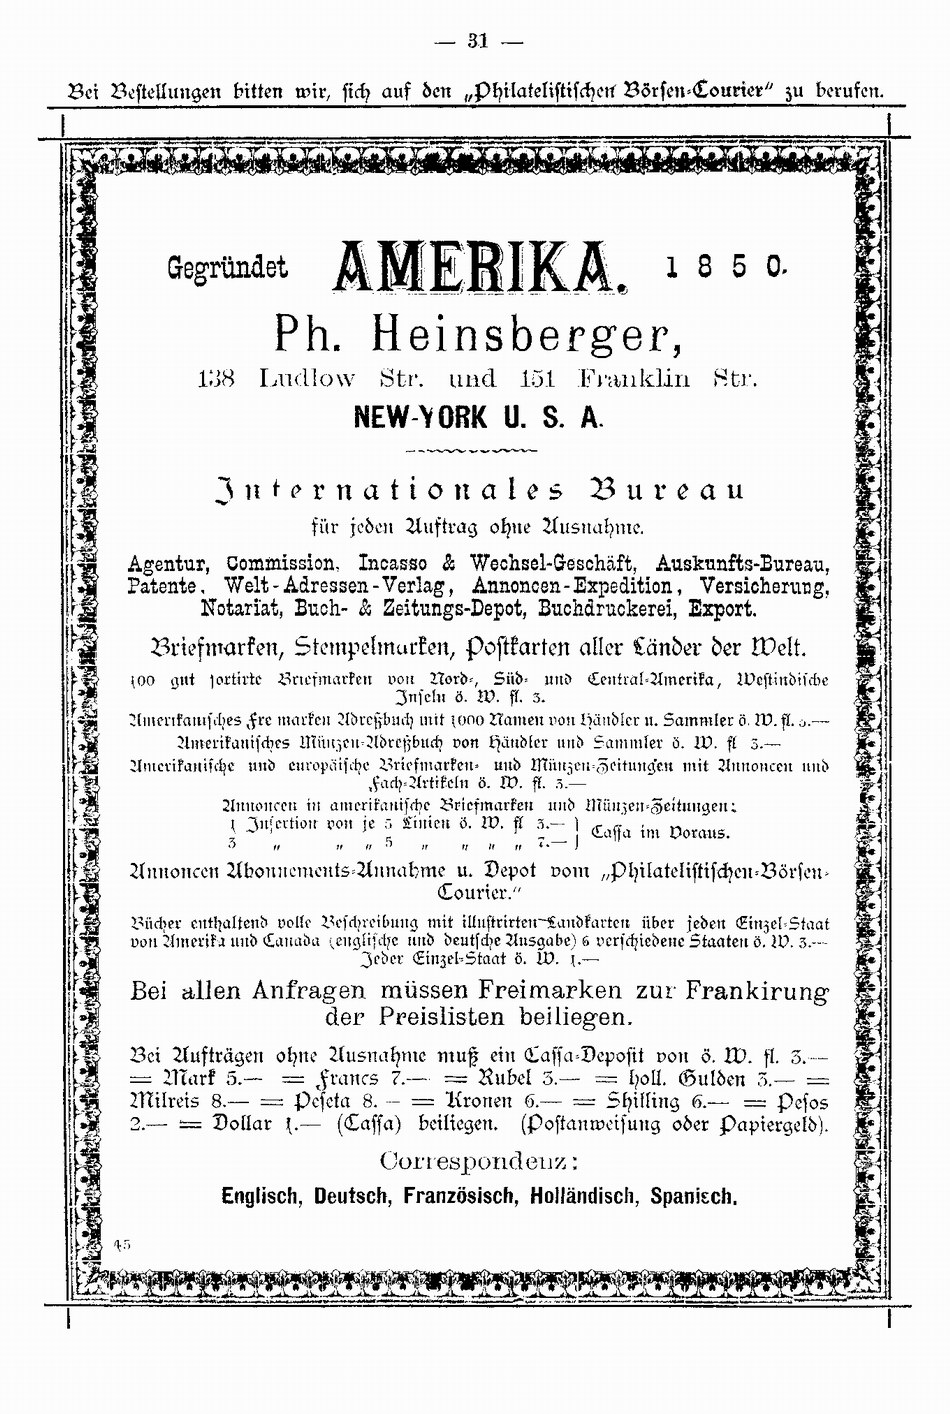 — 31 —
Bei Bestellungen bitten wir, sich auf den „Philatelistischen Börsen-Courier“ zu berufen.
Gegründet AMERIKA. 1850.
Ph. Heinsberger,
138 Ludlow Str. und 151 Franklin Str.
NEW-YORK U. S. A.
Internationales Bureau
für jeden Auftrag ohne Ausnahme.
Agentur, Commission, Incasso & Wechsel-Geschäft, Auskunfts-Bureau,
Patente, Welt-Adressen-Verlag, Annoncen-Expedition, Versicherung,
Notariat, Buch- & Zeitungs-Depot, Buchdruckerei, Export.
Briefmarken, Stempelmarken, Postkarten aller Länder der Welt.
100 gut sortirte Briefmarken von Nord-, Süd- und Central-Amerika, Westindische
Inseln ö. W. fl. 3.
Amerikanisches Freimarken Adreßbuch mit 1000 Namen von Händler u. Sammler ö. W. fl. 3.—
Amerikanisches Münzen-Adreßbuch von Händler und Sammler ö. W. fl 3.—
Amerikanische und europäische Briefmarken- und Münzen-Zeitungen mit Annoncen und
Fach-Artikeln ö. W. fl. 3.—
Annoncen in amerikanische Briefmarken und Münzen-Zeitungen:
1 Insertion von je 5 Linien ö. W. fl 3.— } Cassa im Voraus.
3 „ „ „ 5 „ „ „ „ 7.— }
Annoncen Abonnements-Annahme u. Depot vom „Philatelistischen-Börsen-
Courier.“
Bücher enthaltend volle Beschreibung mit illustrirten Landkarten über jeden Einzel-Staat
von Amerika und Canada (englische und deutsche Ausgabe) 6 verschiedene Staaten ö. W. 3.—
Jeder Einzel-Staat ö. W. 1.—
Bei allen Anfragen müssen Freimarken zur Frankirung
der Preislisten beiliegen.
Bei Aufträgen ohne Ausnahme muß ein Cassa-Deposit von ö. W. fl. 3.—
= Mark 5.— = Francs 7.— = Rubel 3.— = holl. Gulden 3.— =
Milreis 8.— = Peseta 8.— = Kronen 6.— = Shilling 6.— = Pesos
2.— = Dollar 1.— (Cassa) beiliegen. (Postanweisung oder Papiergeld).
Correspondenz:
Englisch, Deutsch, Französisch, Holländisch, Spanisch.
45